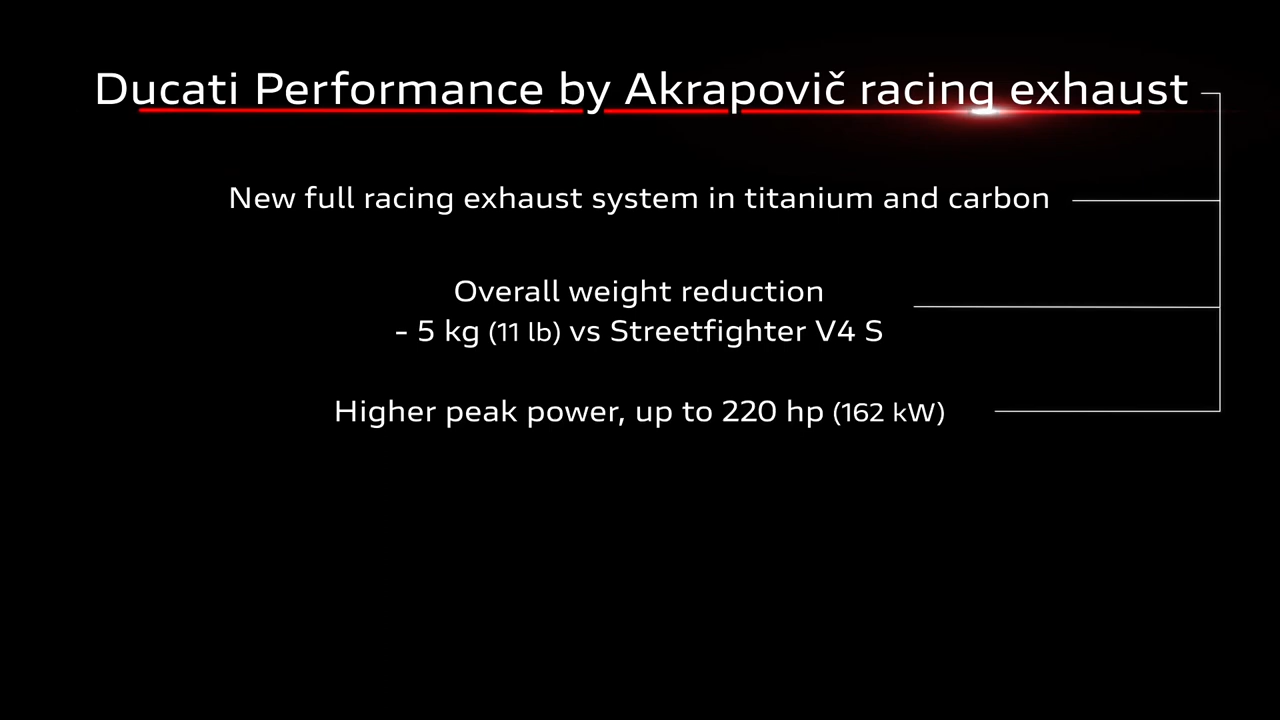 Ducati Performance by Akrapovič racing exhaust
New full racing exhaust system in titanium and carbon
Overall weight reduction
- 5 kg (11 lb) vs Streetfighter V4 S
Higher peak power, up to 220 hp (162 kW)